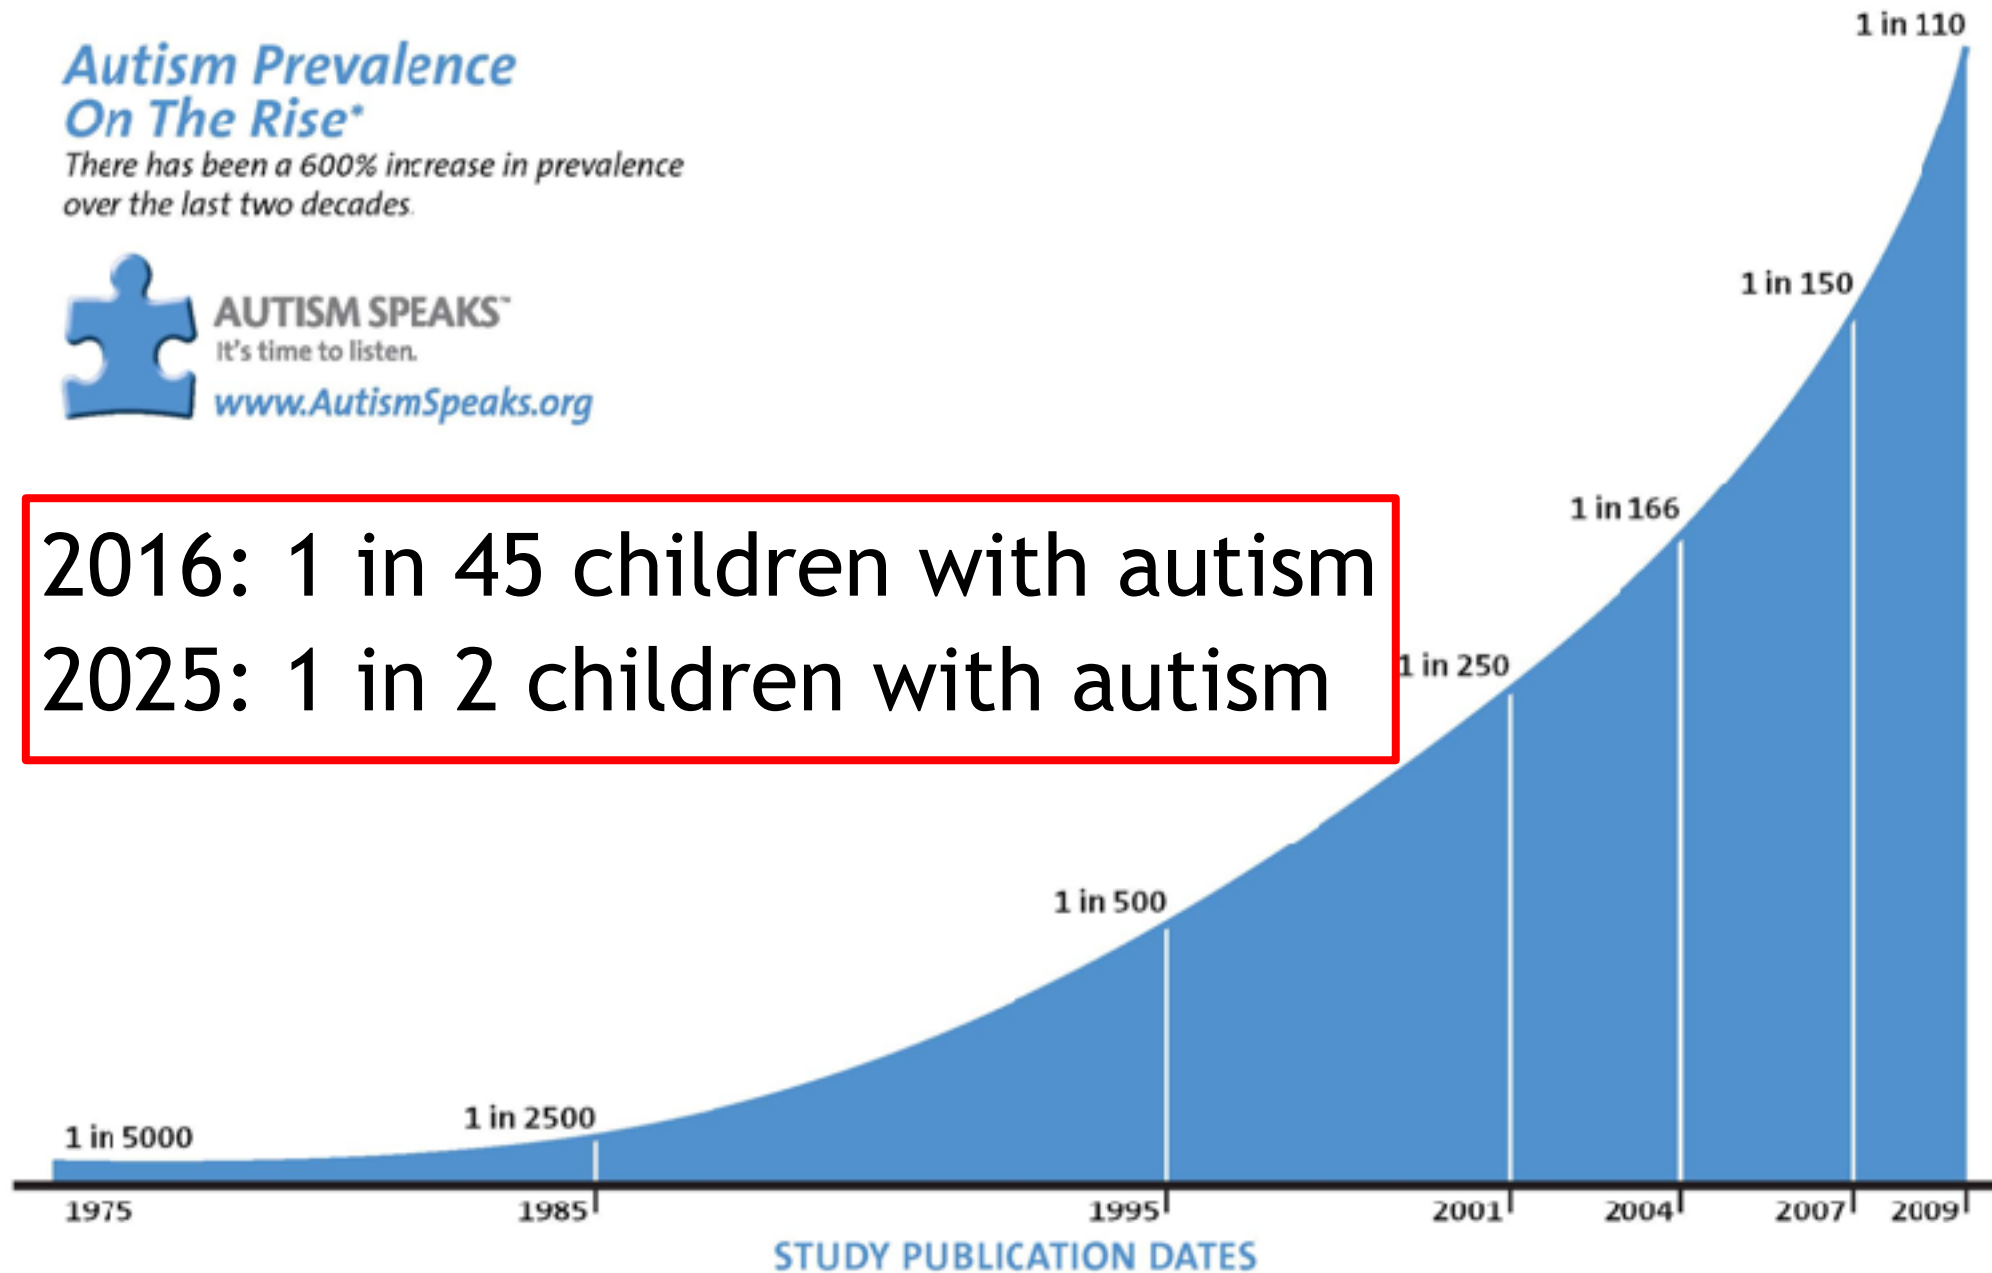 1 in 110
Autism Prevalence
On The Rise*
There has been a 600% increase in prevalence
over the last two decades.
AUTISM SPEAKS™
It's time to listen.
www.AutismSpeaks.org
1 in 150
1 in 166
2016: 1 in 45 children with autism
2025: 1 in 2 children with autism
1 in 250
1 in 500
1 in 2500
1 in 5000
1975 1985 1995 2001 2004 2007 2009
STUDY PUBLICATION DATES